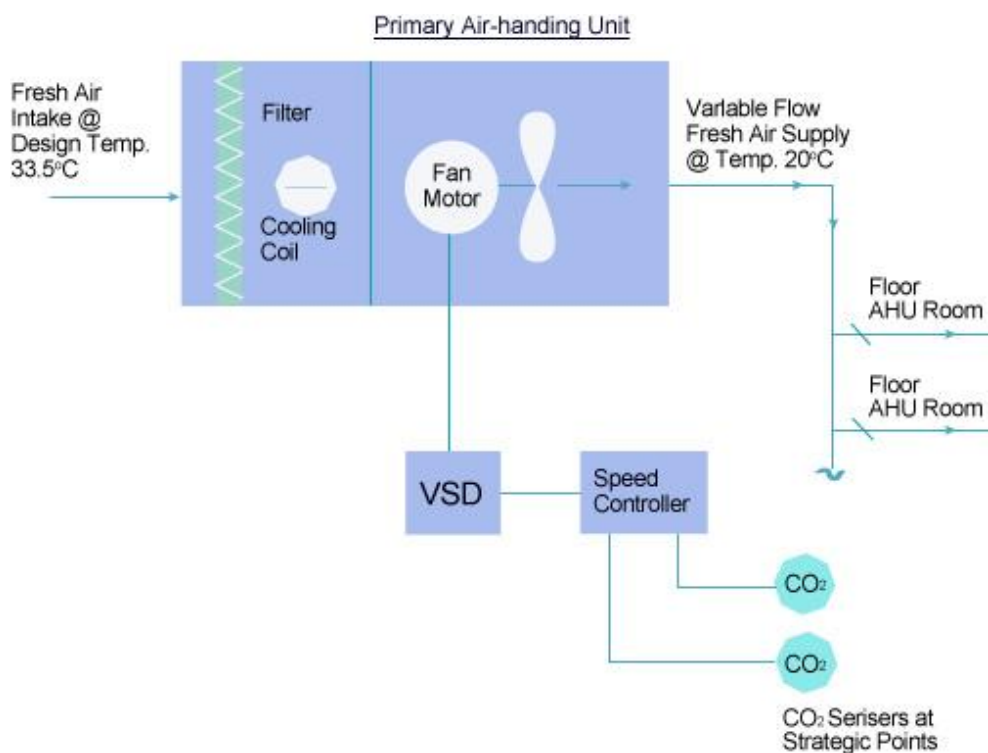 Primary Air-handing Unit
Fresh Air
Intake @
Design Temp.
33.5°C
Filter
Cooling
Coil
Fan
Motor
Varlable Flow
Fresh Air Supply
@ Temp. 20°C
Floor
AHU Room
Floor
AHU Room
VSD
Speed
Controller
CO₂
CO₂
CO₂ Serisers at
Strategic Points